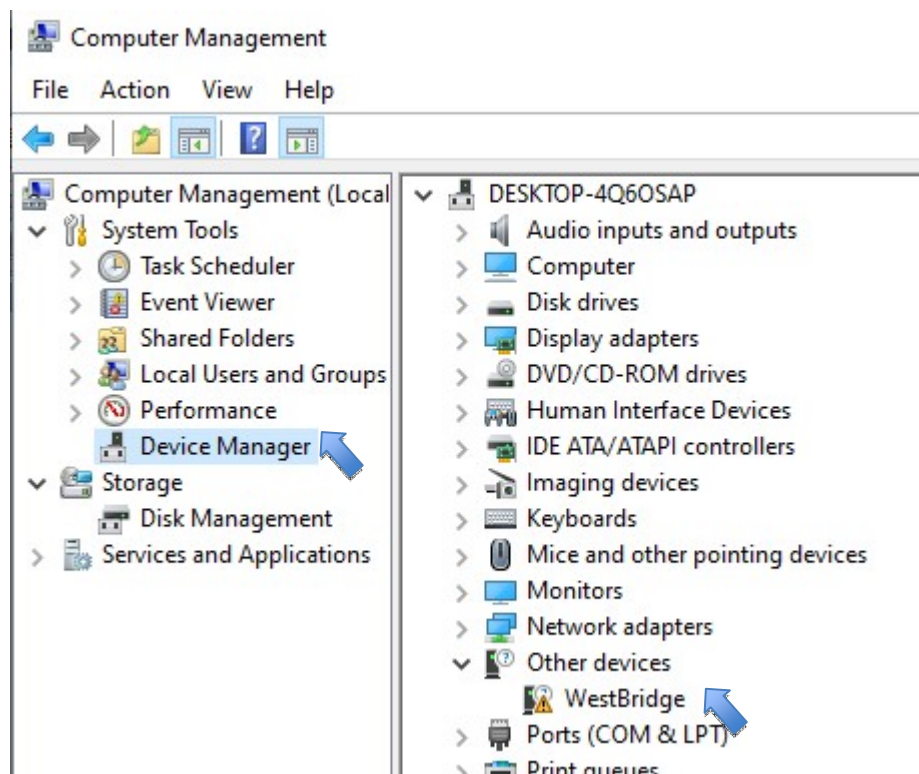 Computer Management
File Action View Help
Computer Management (Local
System Tools
Task Scheduler
Event Viewer
Shared Folders
Local Users and Groups
Performance
Device Manager
Storage
Disk Management
Services and Applications
DESKTOP-4Q6OSAP
Audio inputs and outputs
Computer
Disk drives
Display adapters
DVD/CD-ROM drives
Human Interface Devices
IDE ATA/ATAPI controllers
Imaging devices
Keyboards
Mice and other pointing devices
Monitors
Network adapters
Other devices
WestBridge
Ports (COM & LPT)
Print queues